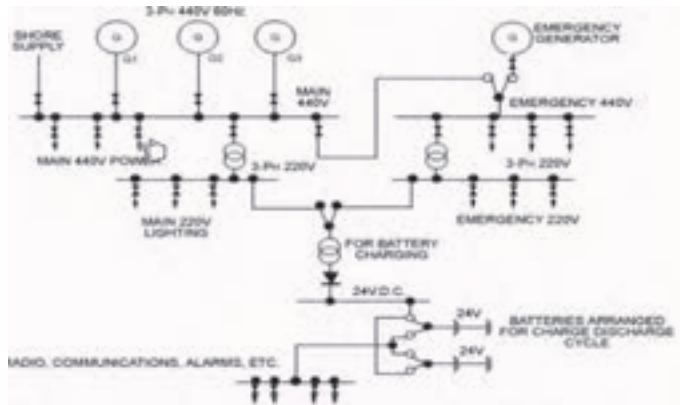 3-PH 440V 60Hz
SHORE
SUPPLY
G
G1
G
G2
G
G3
G
EMERGENCY
GENERATOR
MAIN
440V
EMERGENCY 440V
MAIN 440V POWER
3-PH 220V
3-PH 220V
MAIN 220V
LIGHTING
EMERGENCY 220V
FOR BATTERY
CHARGING
24V D.C.
24V
BATTERIES ARRANGED
FOR CHARGE DISCHARGE
CYCLE
24V
RADIO, COMMUNICATIONS, ALARMS, ETC.